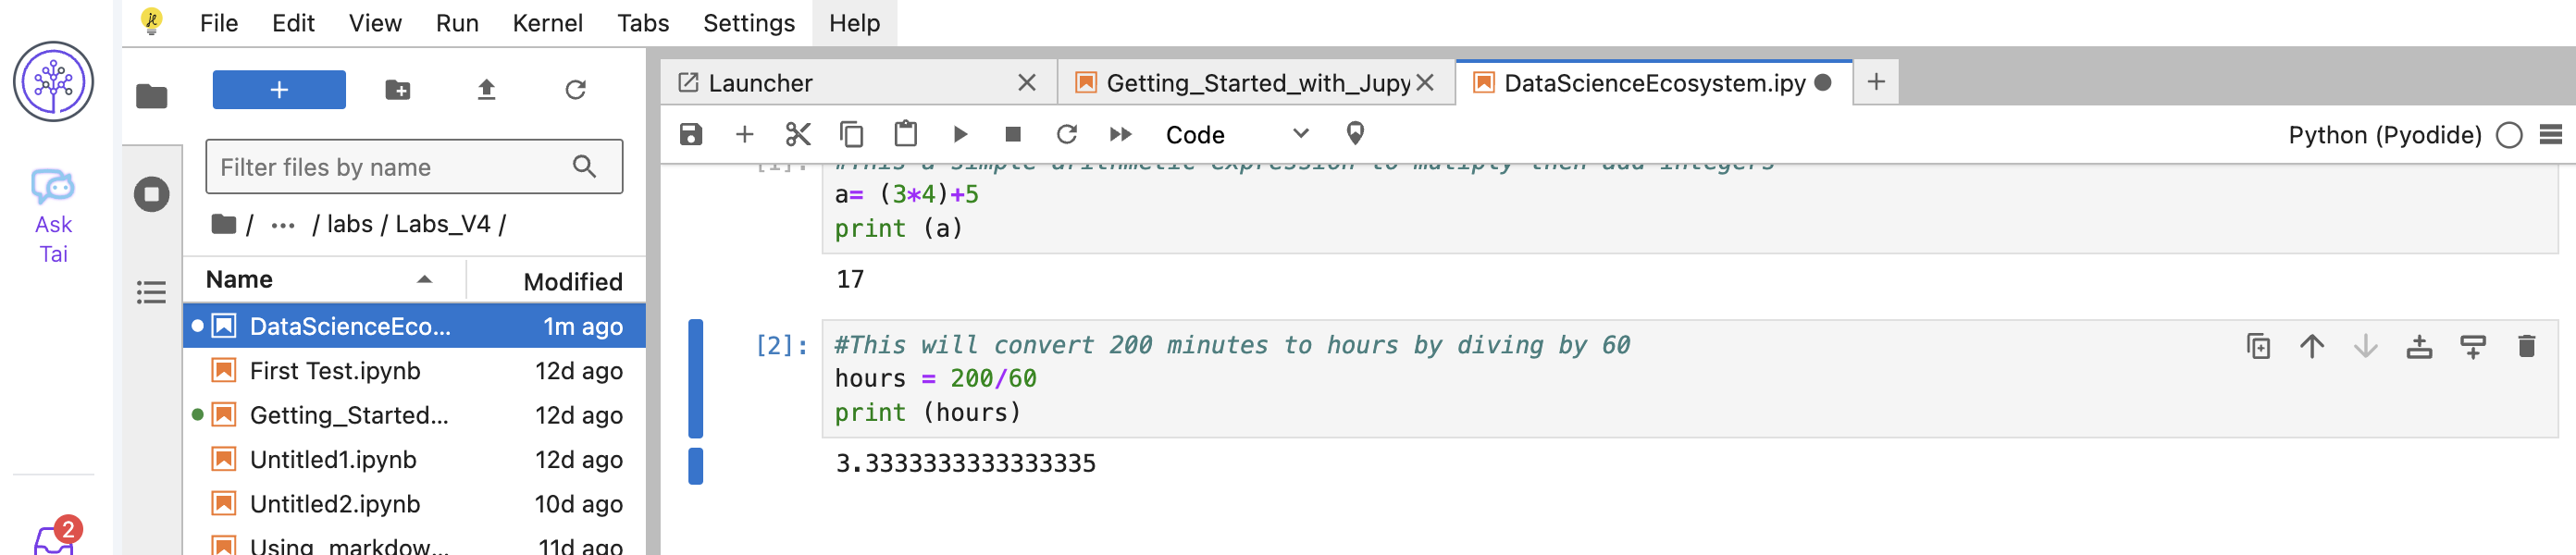 File Edit View Run Kernel Tabs Settings Help
Launcher
Getting_Started_with_Jupy
DataScienceEcosystem.ipy
Code
Python (Pyodide)
Ask
Tai
2
Filter files by name
/ ... / labs / Labs_V4 /
Name Modified
DataScienceEco... 1m ago
First Test.ipynb 12d ago
Getting_Started... 12d ago
Untitled1.ipynb 12d ago
Untitled2.ipynb 10d ago
Using_markdow... 11d ago
[1]: #This a simple arithmetic expression to mutiply then add integers
a= (3*4)+5
print (a)
17
[2]: #This will convert 200 minutes to hours by diving by 60
hours = 200/60
print (hours)
3.3333333333333335